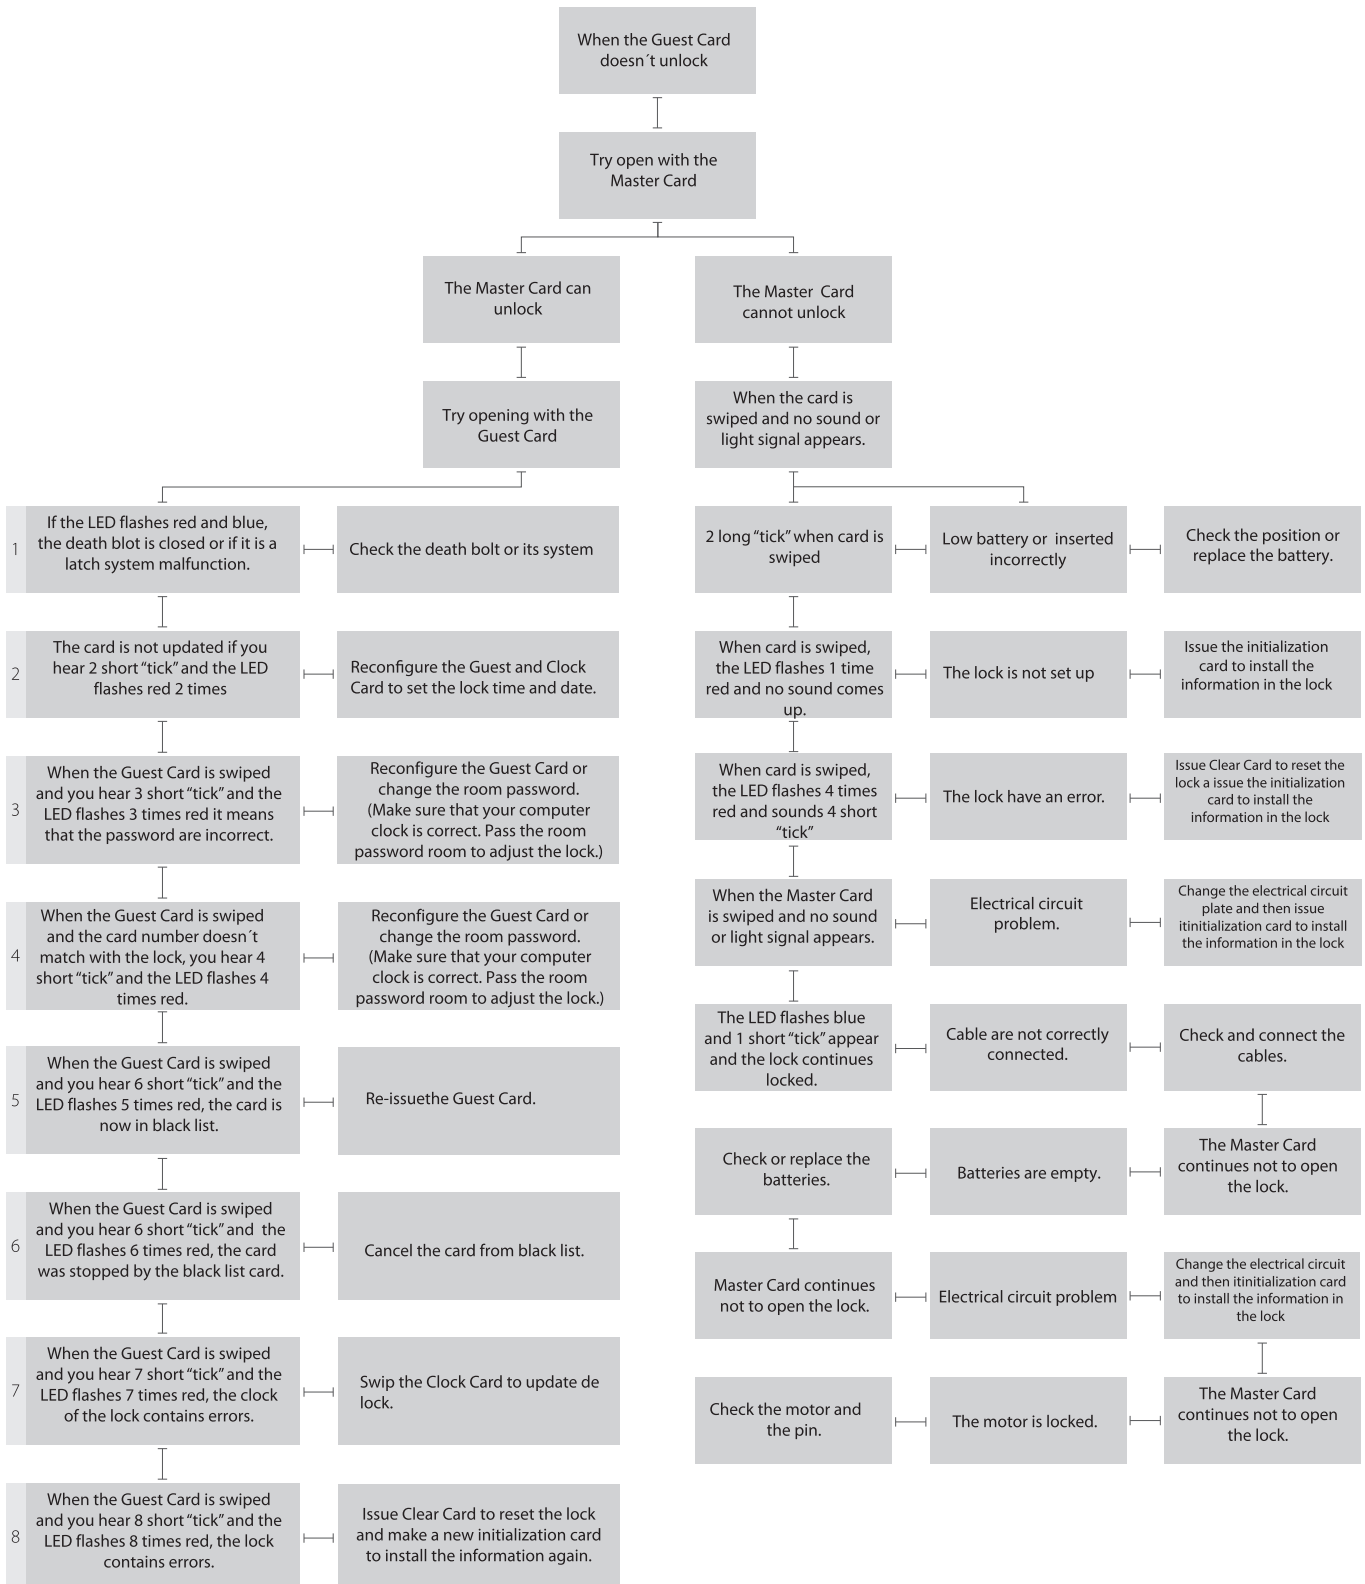 When the Guest Card
doesn´t unlock
Try open with the
Master Card
The Master Card can
unlock
The Master Card
cannot unlock
Try opening with the
Guest Card
When the card is
swiped and no sound or
light signal appears.
1
If the LED flashes red and blue,
the death blot is closed or if it is a
latch system malfunction.
Check the death bolt or its system
2
The card is not updated if you
hear 2 short “tick” and the LED
flashes red 2 times
Reconfigure the Guest and Clock
Card to set the lock time and date.
3
When the Guest Card is swiped
and you hear 3 short “tick” and the
LED flashes 3 times red it means
that the password are incorrect.
Reconfigure the Guest Card or
change the room password.
(Make sure that your computer
clock is correct. Pass the room
password room to adjust the lock.)
4
When the Guest Card is swiped
and the card number doesn´t
match with the lock, you hear 4
short “tick” and the LED flashes 4
times red.
Reconfigure the Guest Card or
change the room password.
(Make sure that your computer
clock is correct. Pass the room
password room to adjust the lock.)
5
When the Guest Card is swiped
and you hear 6 short “tick” and the
LED flashes 5 times red, the card is
now in black list.
Re-issuethe Guest Card.
6
When the Guest Card is swiped
and you hear 6 short “tick” and the
LED flashes 6 times red, the card
was stopped by the black list card.
Cancel the card from black list.
7
When the Guest Card is swiped
and you hear 7 short “tick” and the
LED flashes 7 times red, the clock
of the lock contains errors.
Swip the Clock Card to update de
lock.
8
When the Guest Card is swiped
and you hear 8 short “tick” and the
LED flashes 8 times red, the lock
contains errors.
Issue Clear Card to reset the lock
and make a new initialization card
to install the information again.
2 long “tick” when card is
swiped
Low battery or inserted
incorrectly
Check the position or
replace the battery.
When card is swiped,
the LED flashes 1 time
red and no sound comes
up.
The lock is not set up
Issue the initialization
card to install the
information in the lock
When card is swiped,
the LED flashes 4 times
red and sounds 4 short
“tick”
The lock have an error.
Issue Clear Card to reset the
lock a issue the initialization
card to install the
information in the lock
When the Master Card
is swiped and no sound
or light signal appears.
Electrical circuit
problem.
Change the electrical circuit
plate and then issue
itinitialization card to install
the information in the lock
The LED flashes blue
and 1 short “tick” appear
and the lock continues
locked.
Cable are not correctly
connected.
Check and connect the
cables.
Check or replace the
batteries.
Batteries are empty.
The Master Card
continues not to open
the lock.
Master Card continues
not to open the lock.
Electrical circuit problem
Change the electrical circuit
and then itinitialization card
to install the information in
the lock
Check the motor and
the pin.
The motor is locked.
The Master Card
continues not to open
the lock.